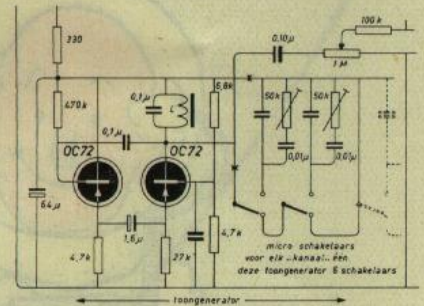 330
0,10µ
100k
1M
470k
0,1µ
L
6,8k
50k
50k
0,1µ
0,01µ
0,01µ
OC72
OC72
6,4µ
1,6µ
4,7k
27k
4,7k
micro schakelaars
voor elk „kanaal„ één
deze toongenerator 6 schakelaars
toongenerator